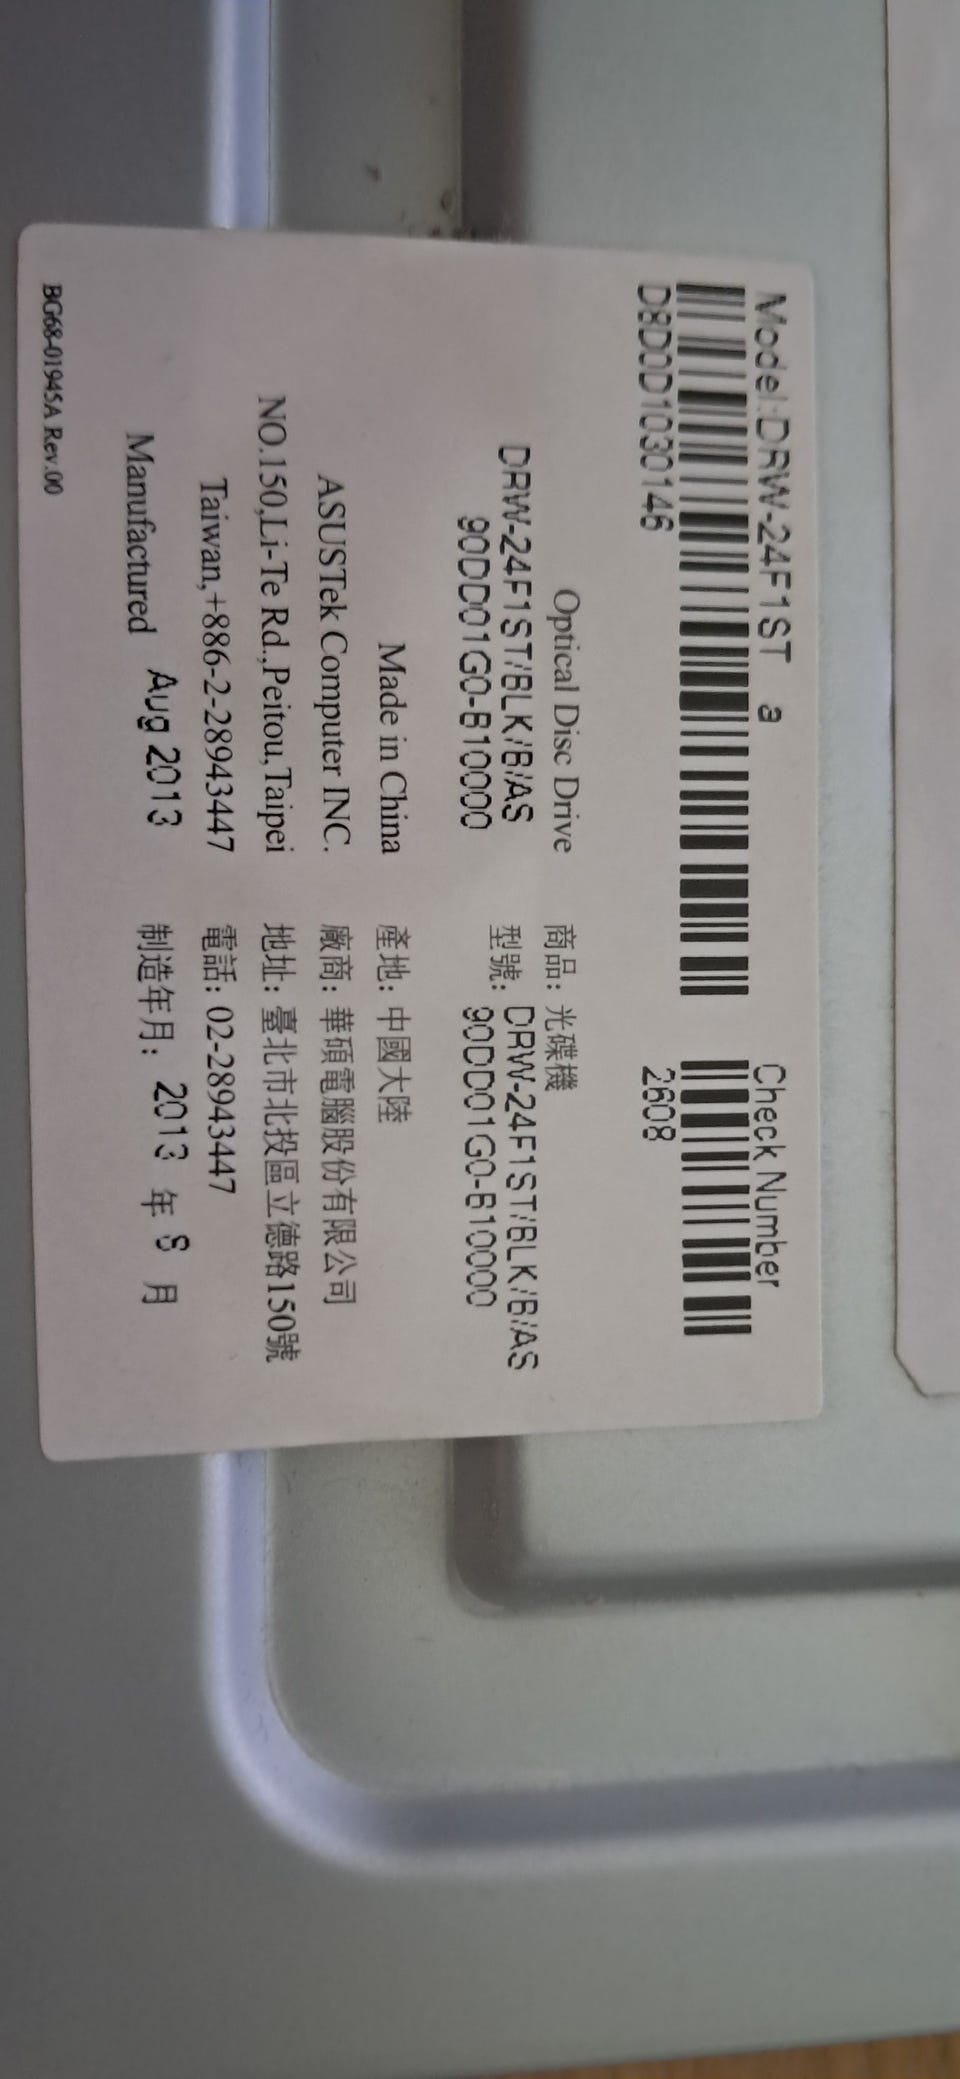 Model:DRW-24F1ST a
Check Number
D8D0D1030146
2608
Optical Disc Drive
DRW-24F1ST/BLK/B/AS
90DD01G0-B10000
Made in China
ASUSTek Computer INC.
NO.150,Li-Te Rd.,Peitou,Taipei
Taiwan,+886-2-28943447
Manufactured Aug 2013
商品：光碟機
型號：DRW-24F1ST/BLK/B/AS
90DD01G0-B10000
產地：中國大陸
廠商：華碩電腦股份有限公司
地址：臺北市北投區立德路150號
電話：02-28943447
制造年月：2013 年 8 月
BG68-01945A Rev.00